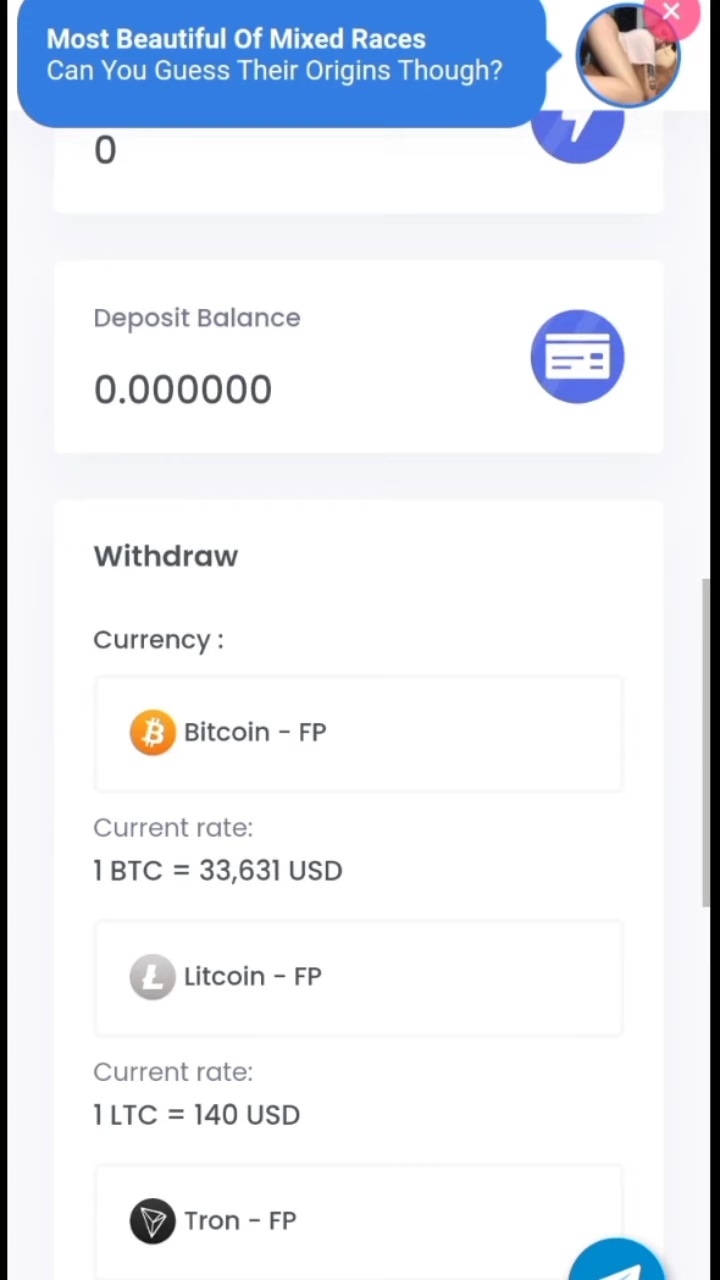 Most Beautiful Of Mixed Races
Can You Guess Their Origins Though?
0
Deposit Balance
0.000000
Withdraw
Currency :
Bitcoin - FP
Current rate:
1 BTC = 33,631 USD
Litcoin - FP
Current rate:
1 LTC = 140 USD
Tron - FP